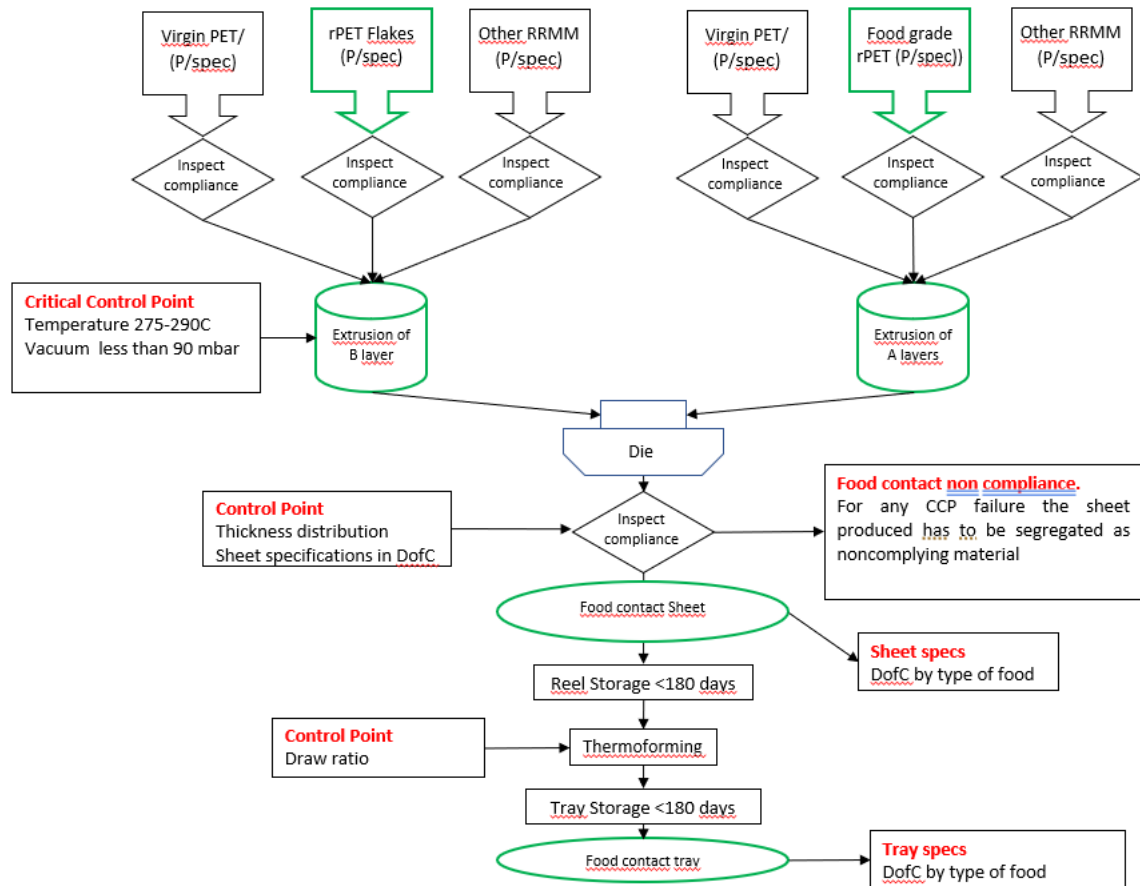 Virgin PET/
(P/spec)
rPET Flakes
(P/spec)
Other RRMM
(P/spec)
Virgin PET/
(P/spec)
Food grade
rPET (P/spec))
Other RRMM
(P/spec)
Inspect
compliance
Inspect
compliance
Inspect
compliance
Inspect
compliance
Inspect
compliance
Inspect
compliance
Critical Control Point
Temperature 275-290C
Vacuum less than 90 mbar
Extrusion of
B layer
Extrusion of
A layers
Die
Control Point
Thickness distribution
Sheet specifications in DofC
Inspect
compliance
Food contact non compliance.
For any CCP failure the sheet
produced has to be segregated as
noncomplying material
Food contact Sheet
Sheet specs
DofC by type of food
Reel Storage <180 days
Control Point
Draw ratio
Thermoforming
Tray Storage <180 days
Food contact tray
Tray specs
DofC by type of food